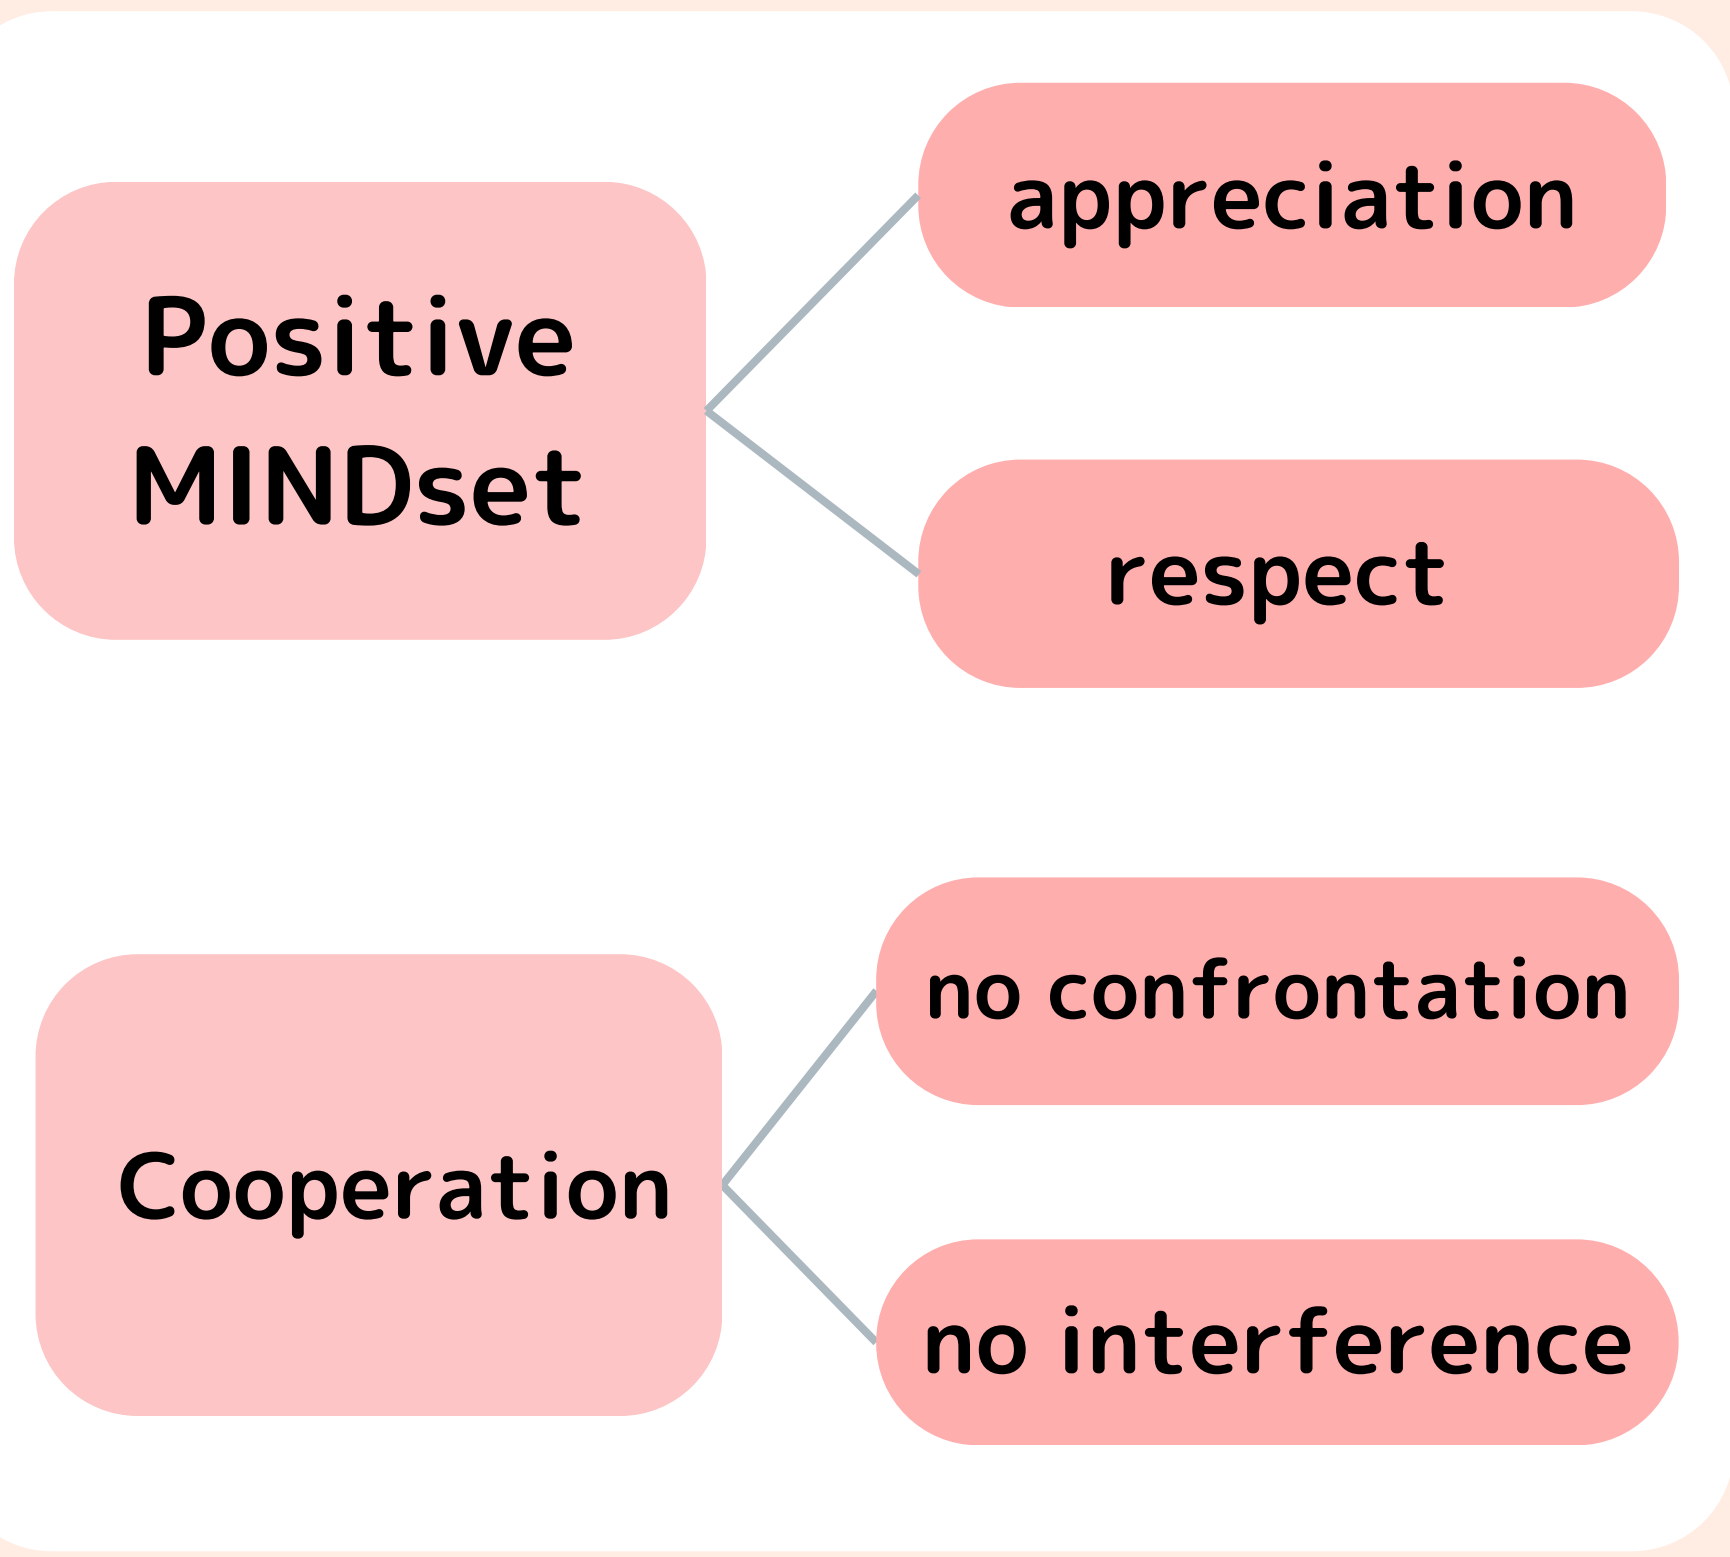 Positive
MINDset
appreciation
respect
Cooperation
no confrontation
no interference